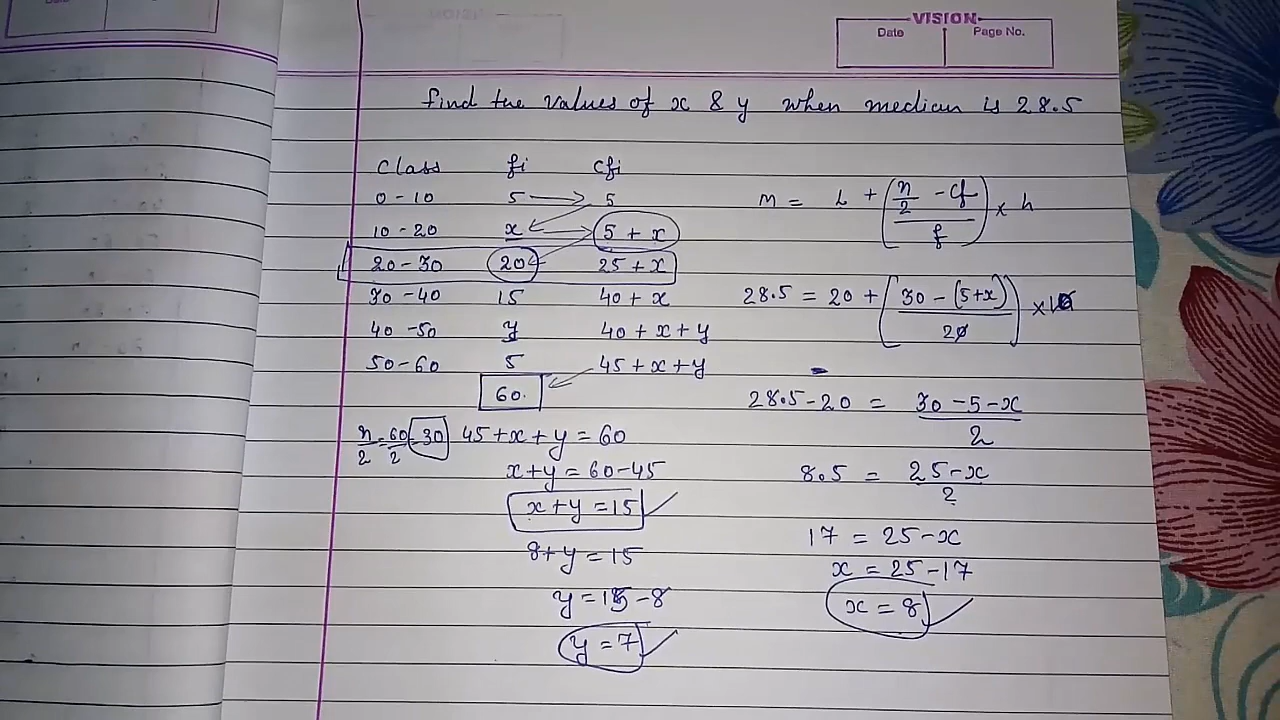 VISION
Date Page No.
find the values of x & y when median is 28.5
Class fi Cfi
0-10 5 5
10-20 x 5+x
20-30 20 25+x
30-40 15 40+x
40-50 y 40+x+y
50-60 5 45+x+y
60.
n/2 = 60/2 = 30 45+x+y=60
x+y=60-45
x+y=15
8+y=15
y=15-8
y=7
M = L + ((n/2 - cf)/f) × h
28.5 = 20 + ((30-(5+x))/20) × 10
28.5-20 = (30-5-x)/2
8.5 = (25-x)/2
17 = 25-x
x = 25-17
x = 8